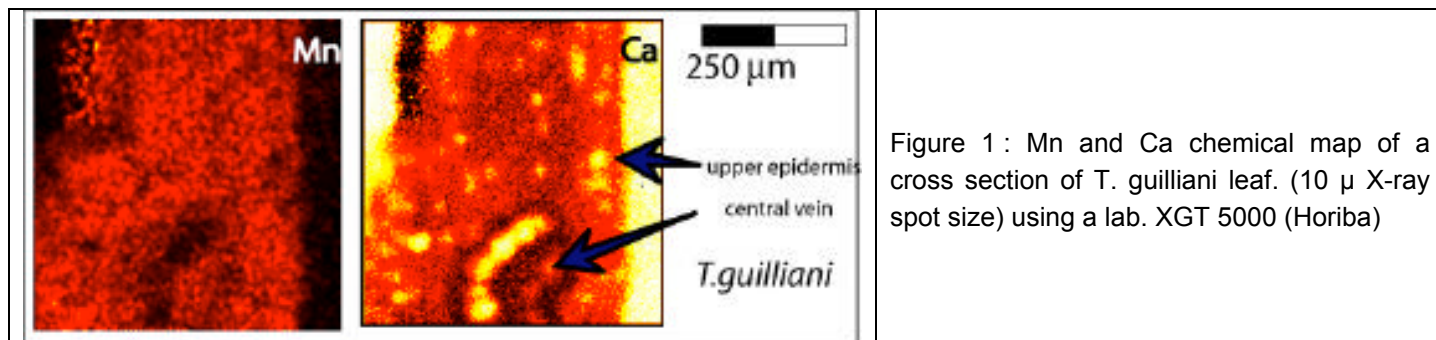 Mn
Ca
250 µm
upper epidermis
central vein
T.guilliani
Figure 1 : Mn and Ca chemical map of a
cross section of T. guilliani leaf. (10 µ X-ray
spot size) using a lab. XGT 5000 (Horiba)